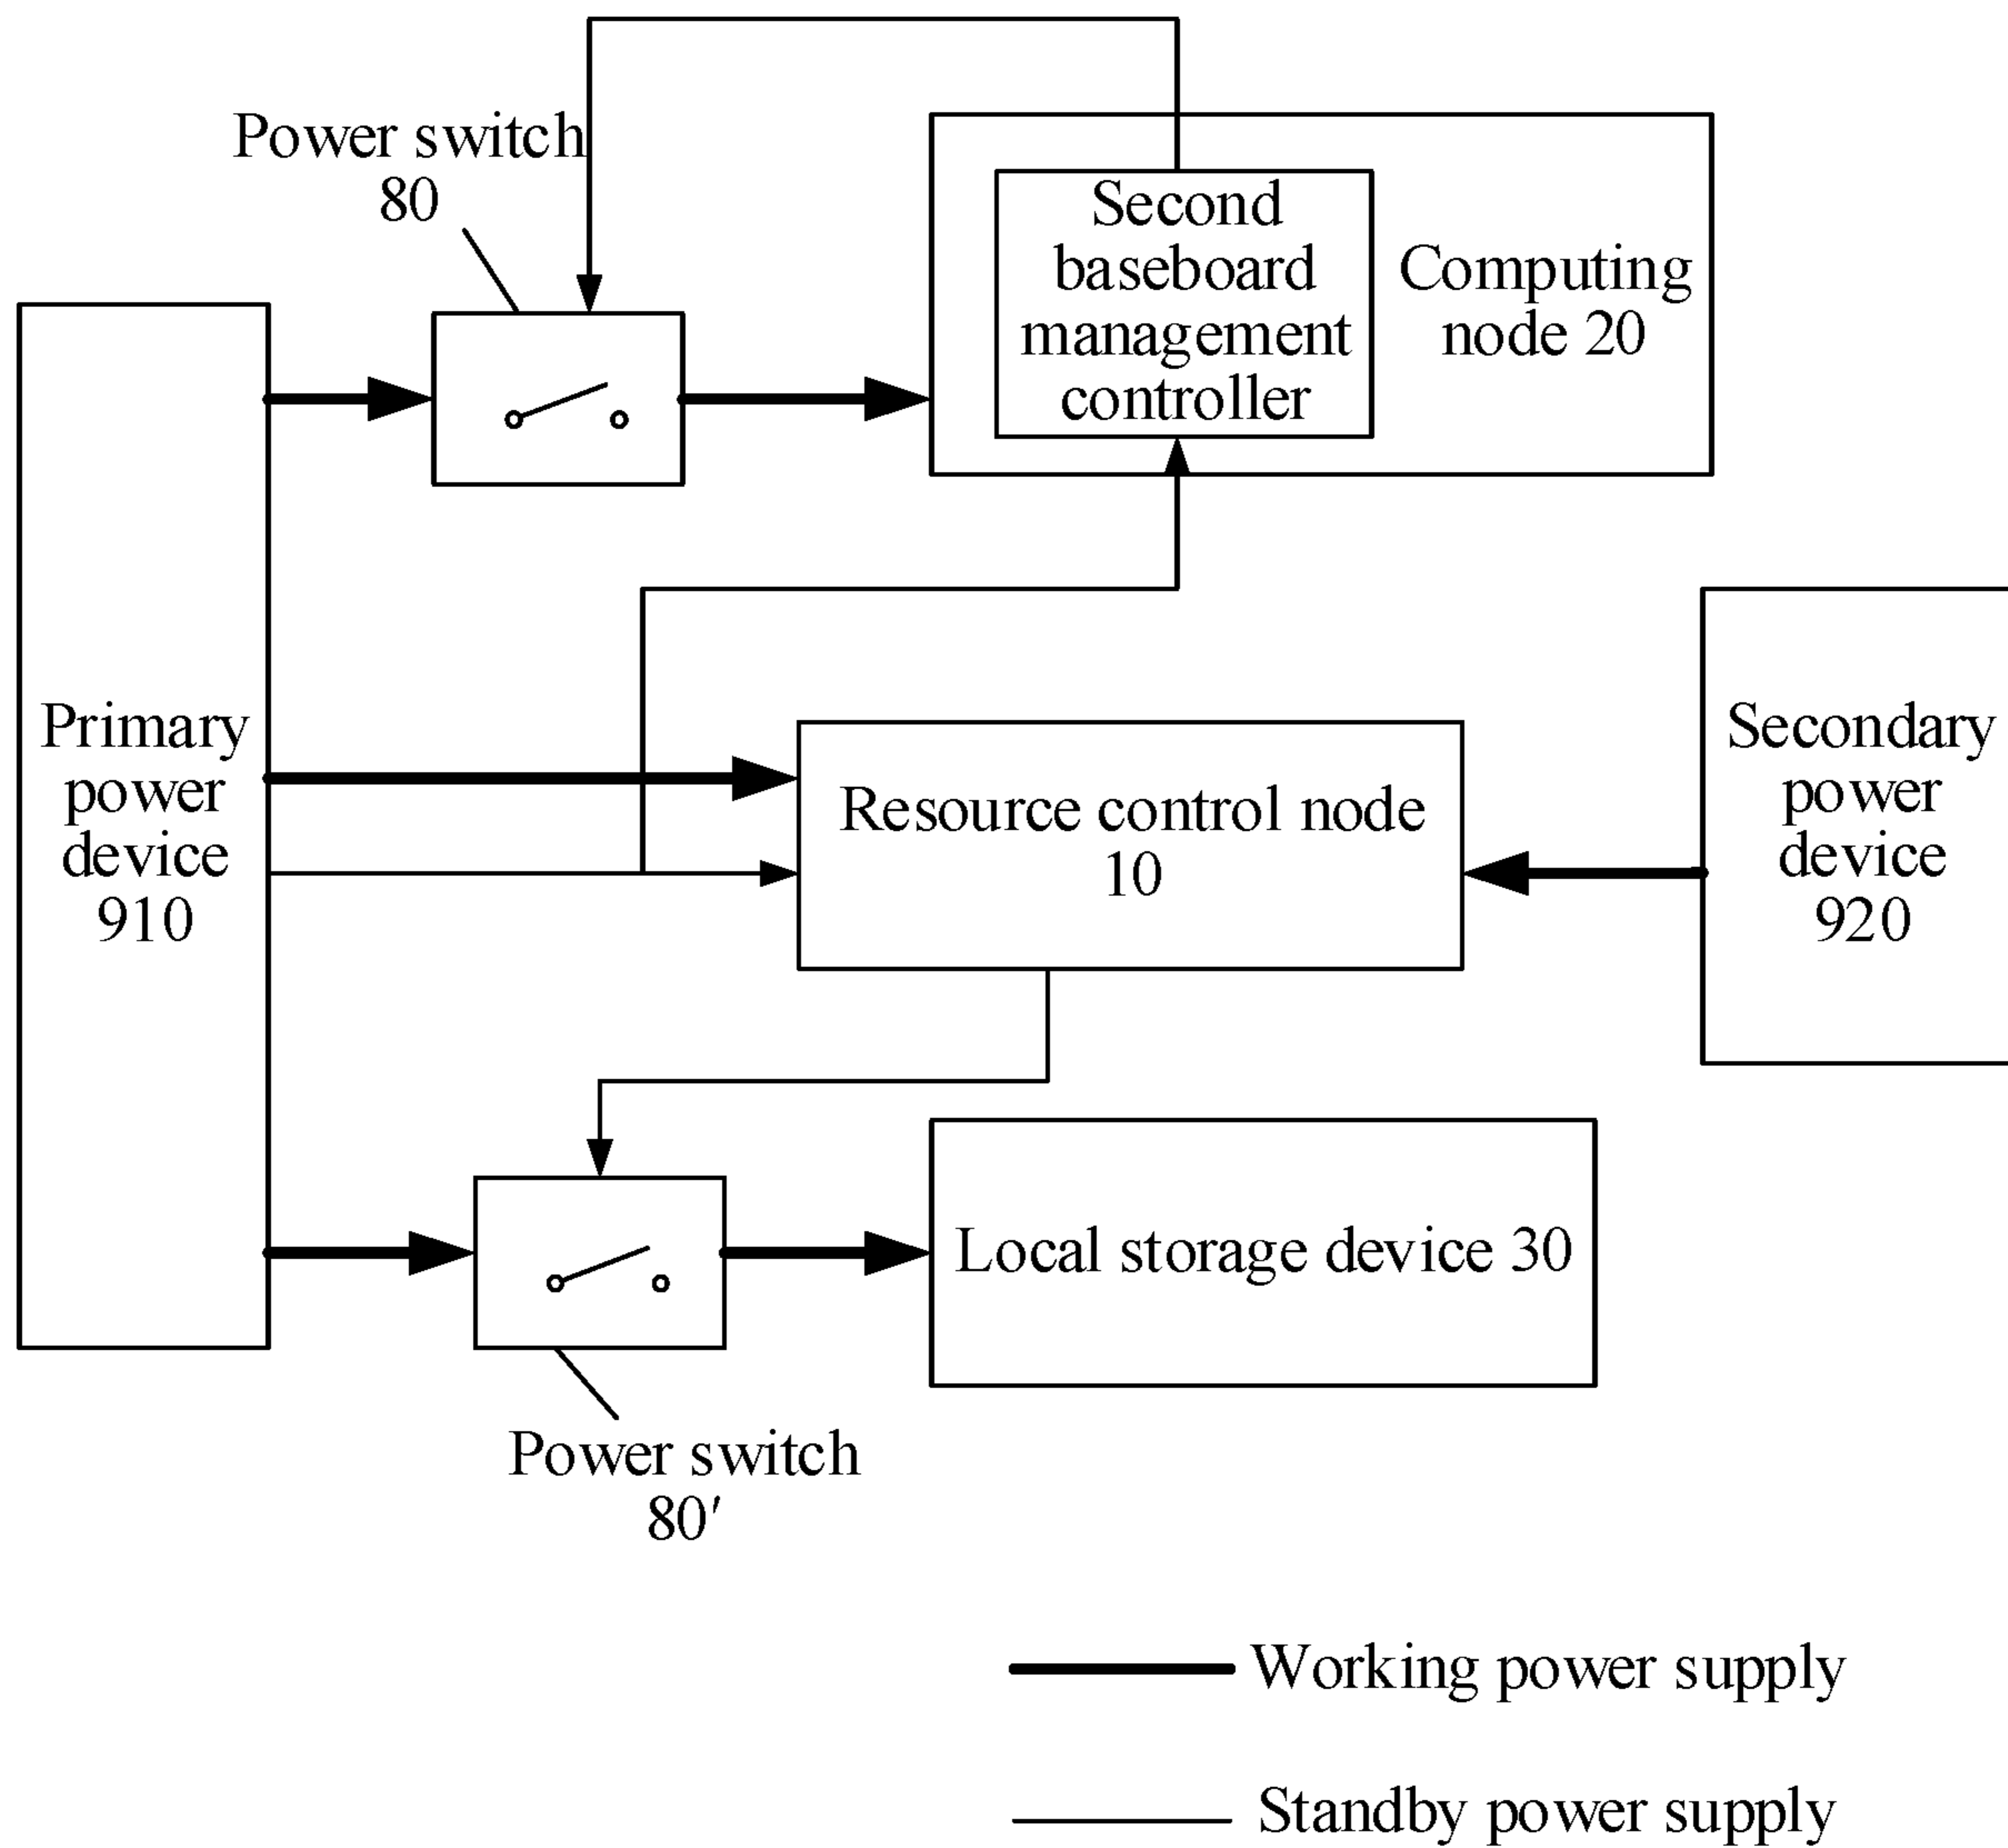 Power switch
80
Second
baseboard
management
controller
Computing
node 20
Primary
power
device
910
Resource control node
10
Secondary
power
device
920
Local storage device 30
Power switch
80′
Working power supply
Standby power supply